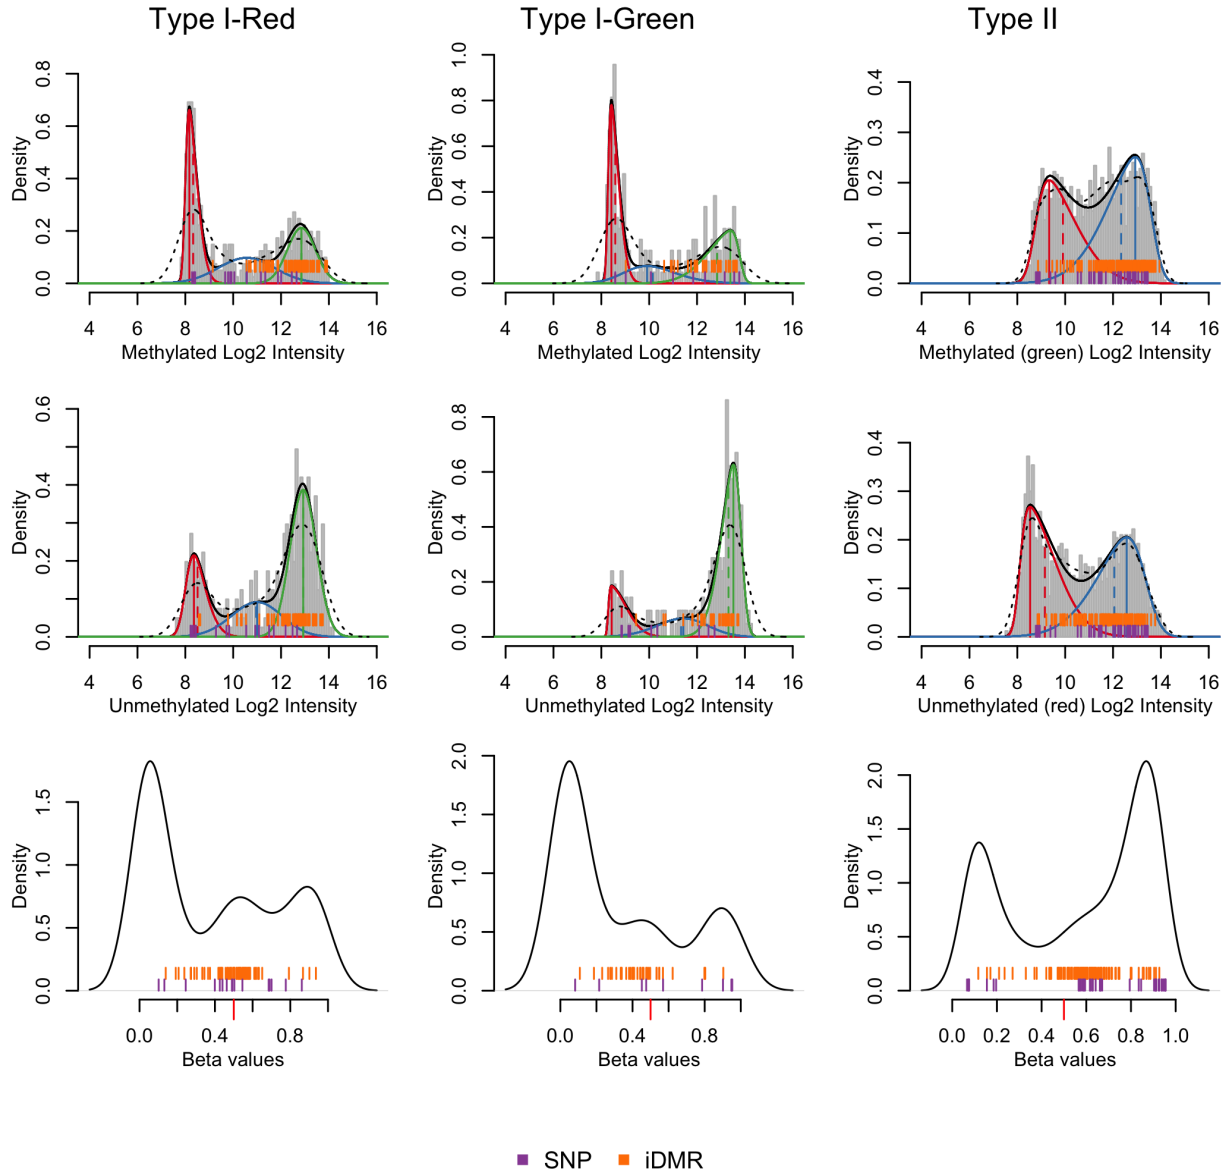 Type I-Red Type I-Green Type II
Density 0.0 0.2 0.4 0.6 0.8
4 6 8 10 12 14 16
Methylated Log2 Intensity
Density 0.0 0.2 0.4 0.6 0.8 1.0
4 6 8 10 12 14 16
Methylated Log2 Intensity
Density 0.0 0.1 0.2 0.3 0.4
4 6 8 10 12 14 16
Methylated (green) Log2 Intensity
Density 0.0 0.2 0.4 0.6
4 6 8 10 12 14 16
Unmethylated Log2 Intensity
Density 0.0 0.2 0.4 0.6 0.8
4 6 8 10 12 14 16
Unmethylated Log2 Intensity
Density 0.0 0.1 0.2 0.3 0.4
4 6 8 10 12 14 16
Unmethylated (red) Log2 Intensity
Density 0.0 0.5 1.0 1.5
0.0 0.4 0.8
Beta values
Density 0.0 0.5 1.0 1.5 2.0
0.0 0.4 0.8
Beta values
Density 0.0 0.5 1.0 1.5 2.0
0.0 0.2 0.4 0.6 0.8 1.0
Beta values
SNP iDMR